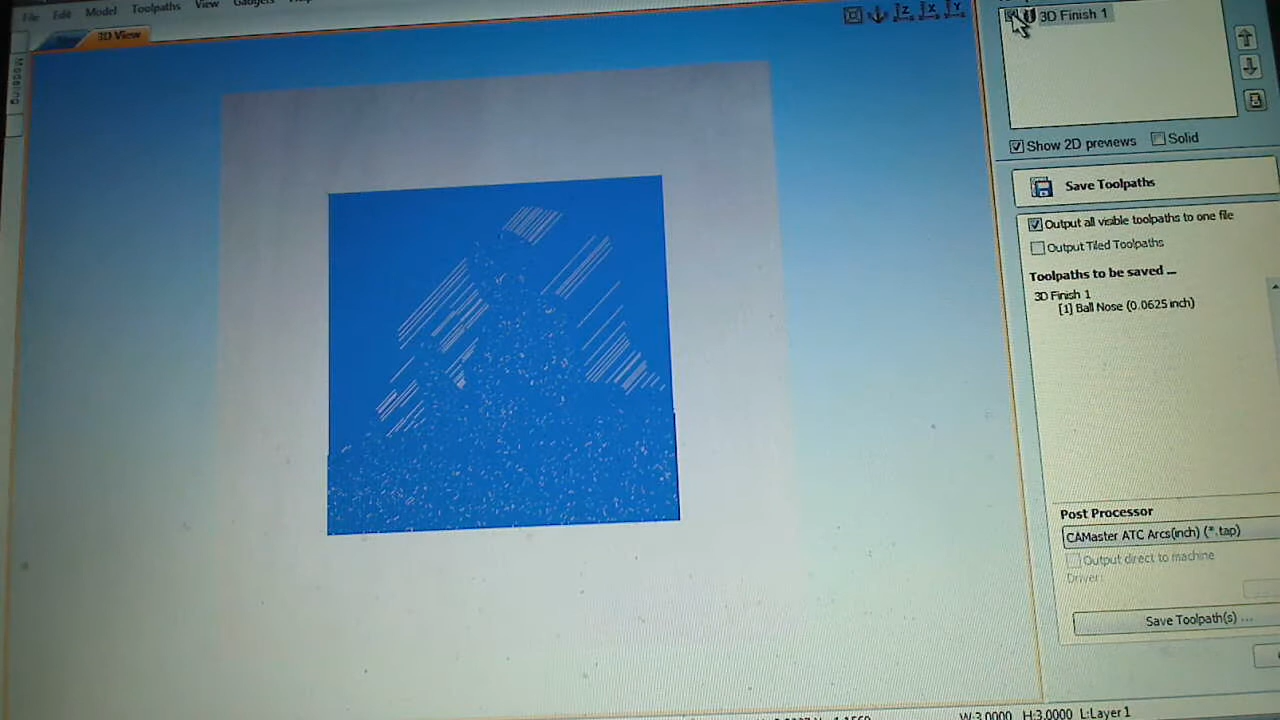 File Edit Model Toolpaths View Gadgets
3D View
Modeling
3D Finish 1
Show 2D previews Solid
Save Toolpaths
Output all visible toolpaths to one file
Output Tiled Toolpaths
Toolpaths to be saved ...
3D Finish 1
[1] Ball Nose (0.0625 inch)
Post Processor
CAMaster ATC Arcs(inch) (*.tap)
Output direct to machine
Driver:
Save Toolpath(s) ...
W:3.0000 H:3.0000 L:Layer 1